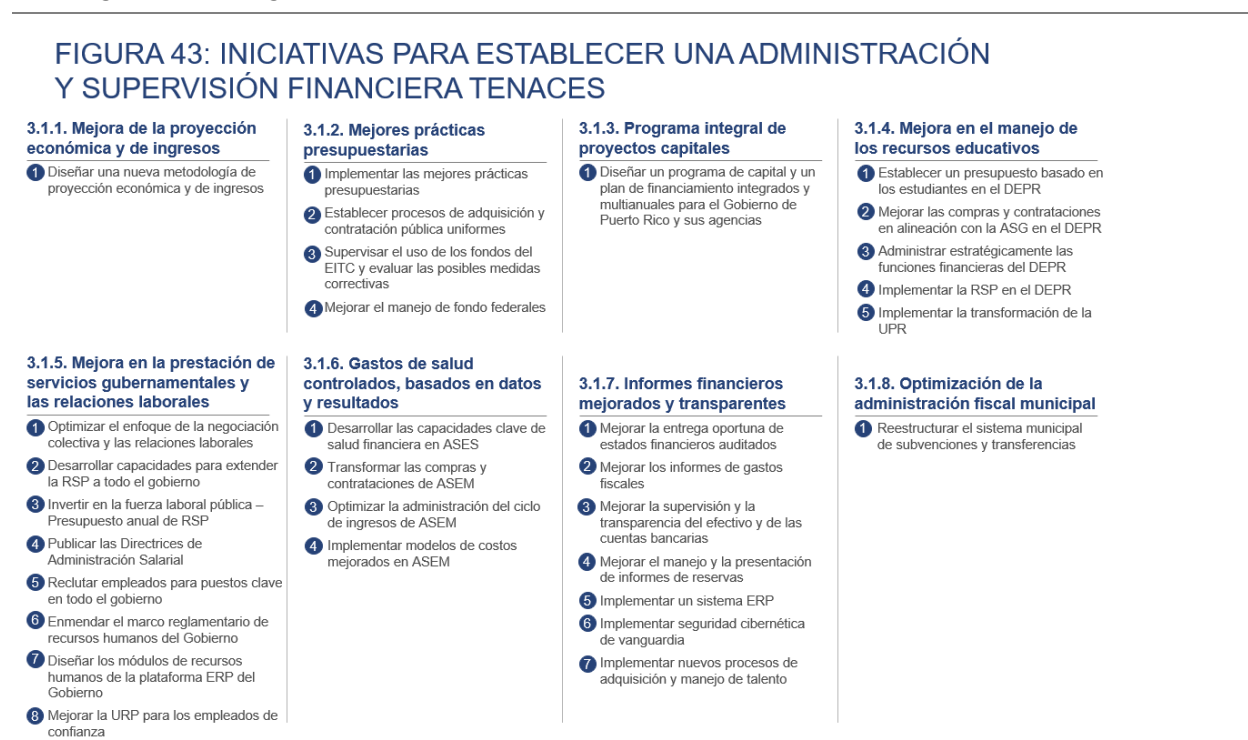 FIGURA 43: INICIATIVAS PARA ESTABLECER UNA ADMINISTRACIÓN
Y SUPERVISIÓN FINANCIERA TENACES
3.1.1. Mejora de la proyección
económica y de ingresos
1 Diseñar una nueva metodología de
proyección económica y de ingresos
3.1.2. Mejores prácticas
presupuestarias
1 Implementar las mejores prácticas
presupuestarias
2 Establecer procesos de adquisición y
contratación pública uniformes
3 Supervisar el uso de los fondos del
EITC y evaluar las posibles medidas
correctivas
4 Mejorar el manejo de fondo federales
3.1.3. Programa integral de
proyectos capitales
1 Diseñar un programa de capital y un
plan de financiamiento integrados y
multianuales para el Gobierno de
Puerto Rico y sus agencias
3.1.4. Mejora en el manejo de
los recursos educativos
1 Establecer un presupuesto basado en
los estudiantes en el DEPR
2 Mejorar las compras y contrataciones
en alineación con la ASG en el DEPR
3 Administrar estratégicamente las
funciones financieras del DEPR
4 Implementar la RSP en el DEPR
5 Implementar la transformación de la
UPR
3.1.5. Mejora en la prestación de
servicios gubernamentales y
las relaciones laborales
1 Optimizar el enfoque de la negociación
colectiva y las relaciones laborales
2 Desarrollar capacidades para extender
la RSP a todo el gobierno
3 Invertir en la fuerza laboral pública –
Presupuesto anual de RSP
4 Publicar las Directrices de
Administración Salarial
5 Reclutar empleados para puestos clave
en todo el gobierno
6 Enmendar el marco reglamentario de
recursos humanos del Gobierno
7 Diseñar los módulos de recursos
humanos de la plataforma ERP del
Gobierno
8 Mejorar la URP para los empleados de
confianza
3.1.6. Gastos de salud
controlados, basados en datos
y resultados
1 Desarrollar las capacidades clave de
salud financiera en ASES
2 Transformar las compras y
contrataciones de ASEM
3 Optimizar la administración del ciclo
de ingresos de ASEM
4 Implementar modelos de costos
mejorados en ASEM
3.1.7. Informes financieros
mejorados y transparentes
1 Mejorar la entrega oportuna de
estados financieros auditados
2 Mejorar los informes de gastos
fiscales
3 Mejorar la supervisión y la
transparencia del efectivo y de las
cuentas bancarias
4 Mejorar el manejo y la presentación
de informes de reservas
5 Implementar un sistema ERP
6 Implementar seguridad cibernética
de vanguardia
7 Implementar nuevos procesos de
adquisición y manejo de talento
3.1.8. Optimización de la
administración fiscal municipal
1 Reestructurar el sistema municipal
de subvenciones y transferencias